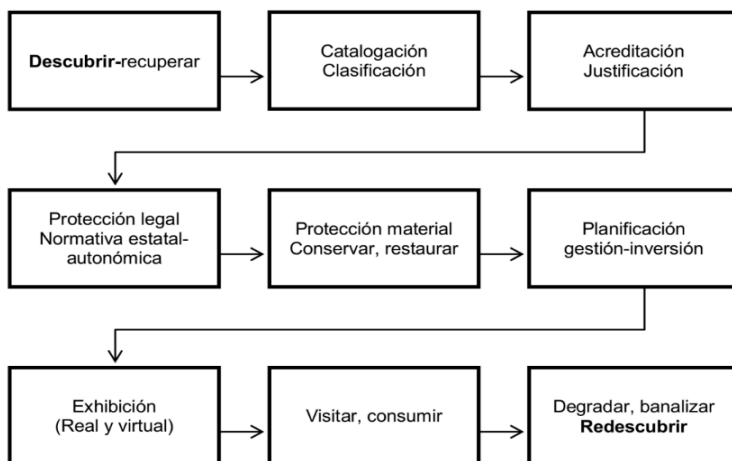 Descubrir-recuperar
Catalogación
Clasificación
Acreditación
Justificación
Protección legal
Normativa estatal-
autonómica
Protección material
Conservar, restaurar
Planificación
gestión-inversión
Exhibición
(Real y virtual)
Visitar, consumir
Degradar, banalizar
Redescubrir